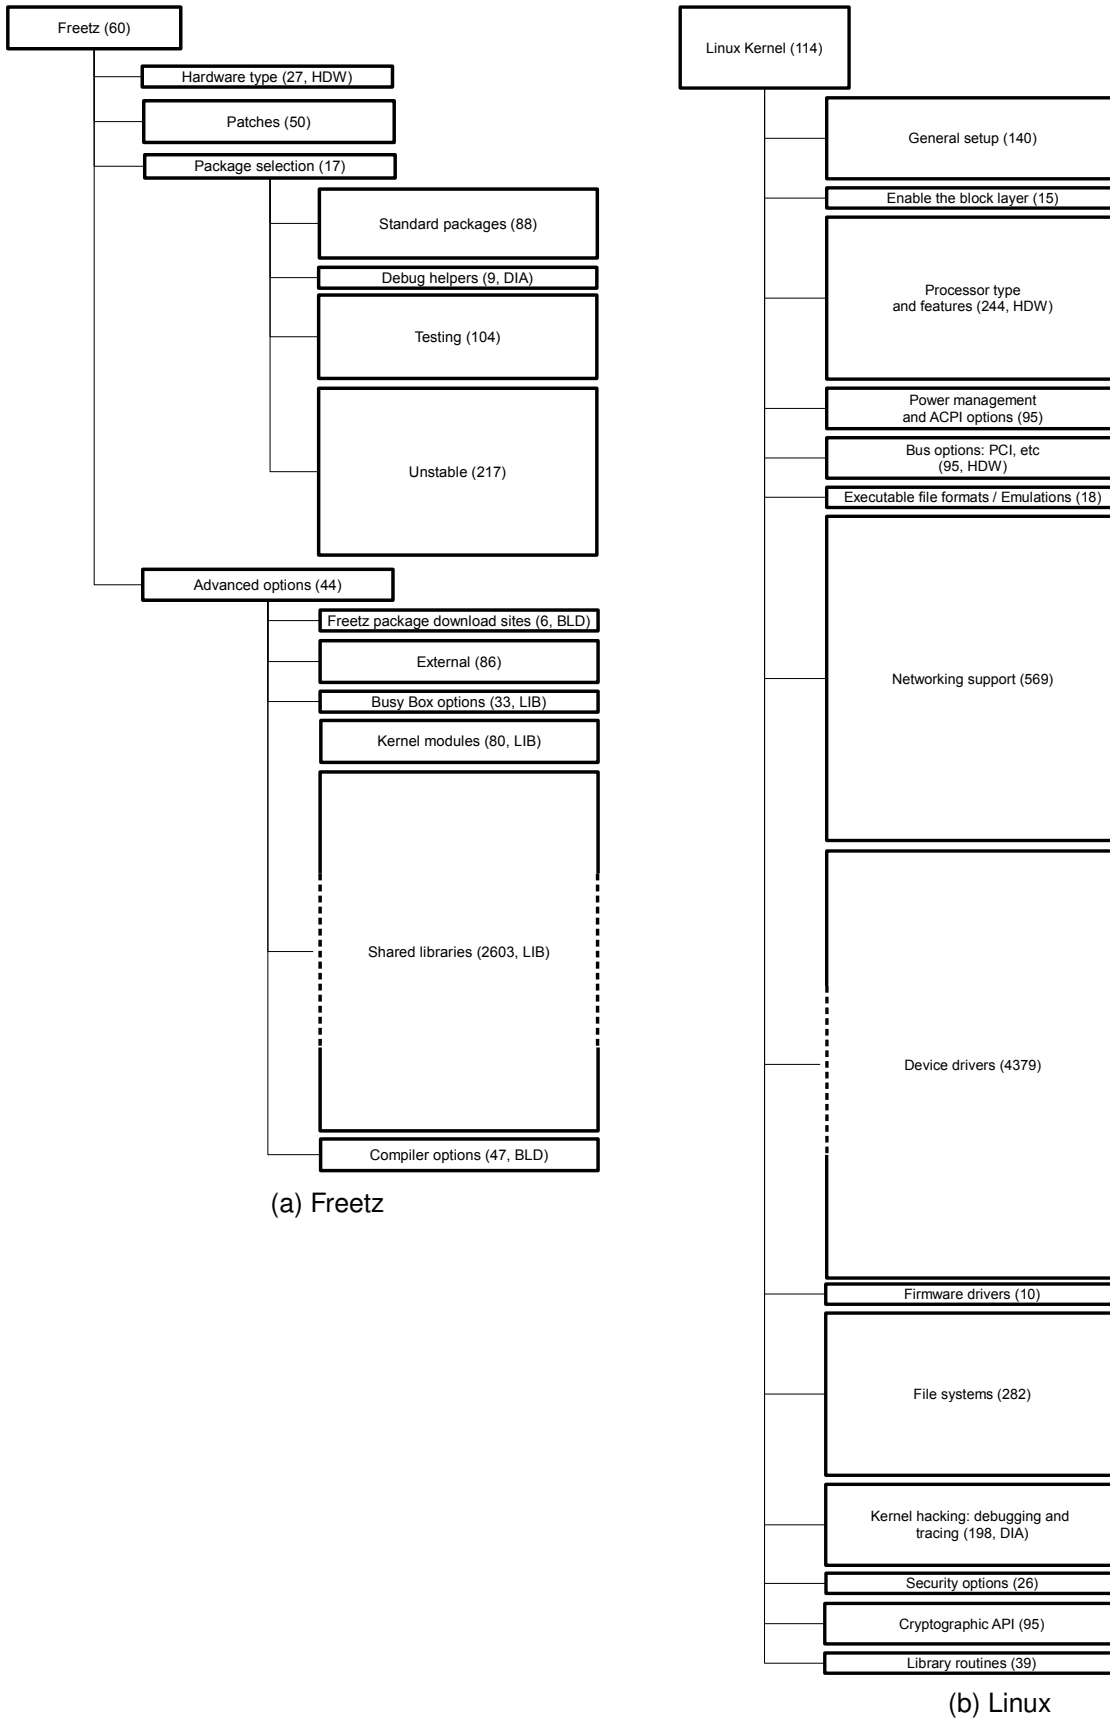 Freetz (60)
Hardware type (27, HDW)
Patches (50)
Package selection (17)
Standard packages (88)
Debug helpers (9, DIA)
Testing (104)
Unstable (217)
Advanced options (44)
Freetz package download sites (6, BLD)
External (86)
Busy Box options (33, LIB)
Kernel modules (80, LIB)
Shared libraries (2603, LIB)
Compiler options (47, BLD)
(a) Freetz
Linux Kernel (114)
General setup (140)
Enable the block layer (15)
Processor type
and features (244, HDW)
Power management
and ACPI options (95)
Bus options: PCI, etc
(95, HDW)
Executable file formats / Emulations (18)
Networking support (569)
Device drivers (4379)
Firmware drivers (10)
File systems (282)
Kernel hacking: debugging and
tracing (198, DIA)
Security options (26)
Cryptographic API (95)
Library routines (39)
(b) Linux